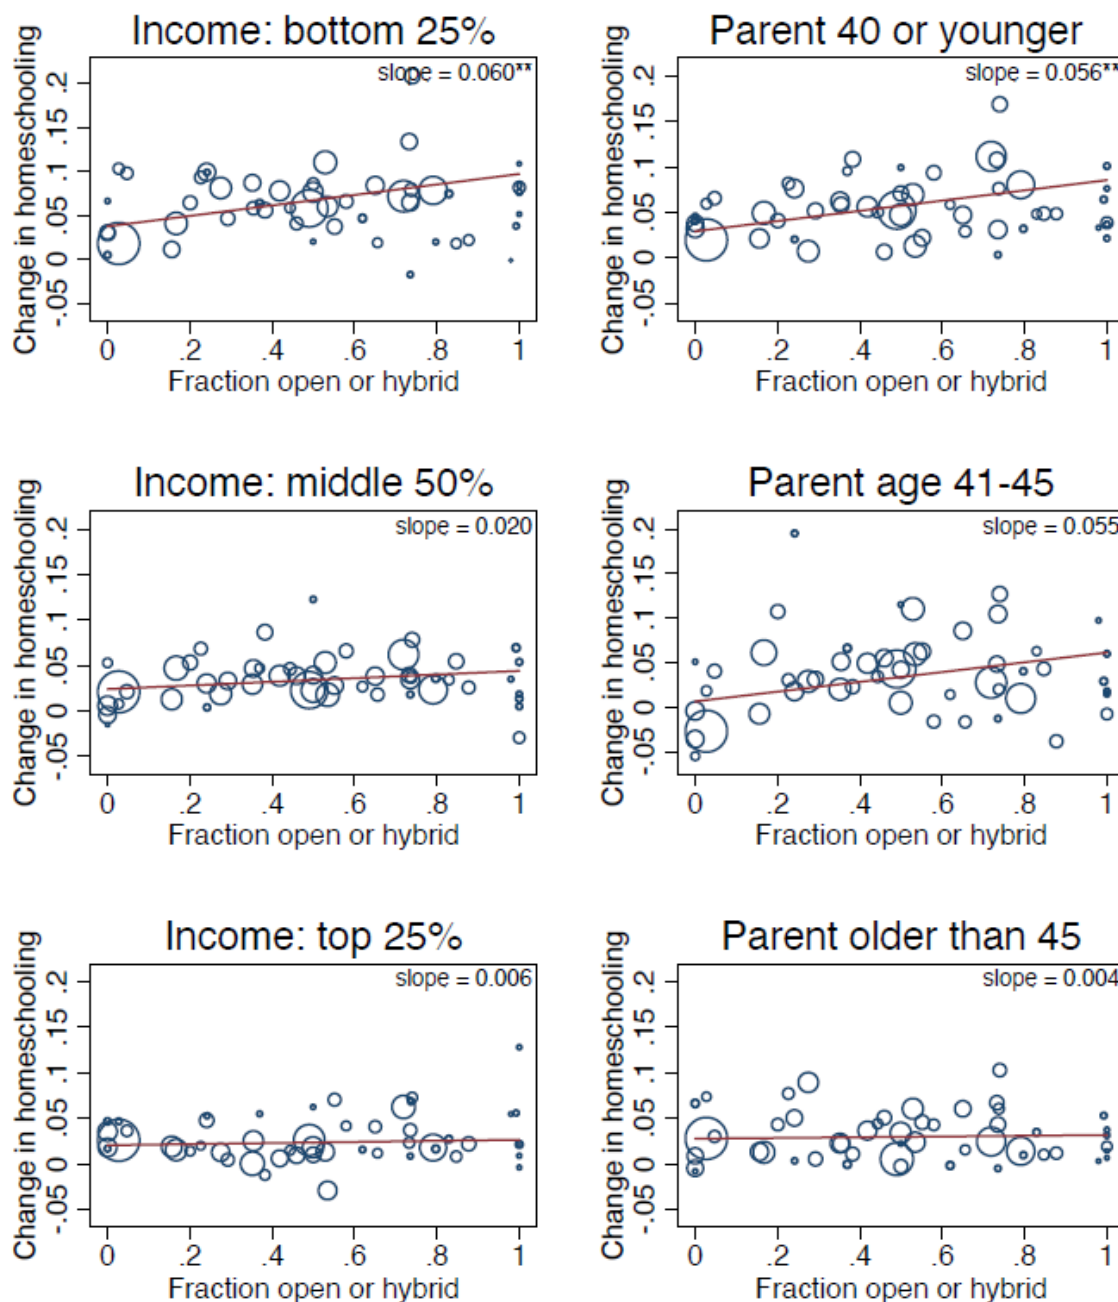 Income: bottom 25%
slope = 0.060**
Change in homeschooling
.2
.15
.1
.05
0
-.05
0 .2 .4 .6 .8 1
Fraction open or hybrid
Parent 40 or younger
slope = 0.056**
Change in homeschooling
.2
.15
.1
.05
0
-.05
0 .2 .4 .6 .8 1
Fraction open or hybrid
Income: middle 50%
slope = 0.020
Change in homeschooling
.2
.15
.1
.05
0
-.05
0 .2 .4 .6 .8 1
Fraction open or hybrid
Parent age 41-45
slope = 0.055
Change in homeschooling
.2
.15
.1
.05
0
-.05
0 .2 .4 .6 .8 1
Fraction open or hybrid
Income: top 25%
slope = 0.006
Change in homeschooling
.2
.15
.1
.05
0
-.05
0 .2 .4 .6 .8 1
Fraction open or hybrid
Parent older than 45
slope = 0.004
Change in homeschooling
.2
.15
.1
.05
0
-.05
0 .2 .4 .6 .8 1
Fraction open or hybrid